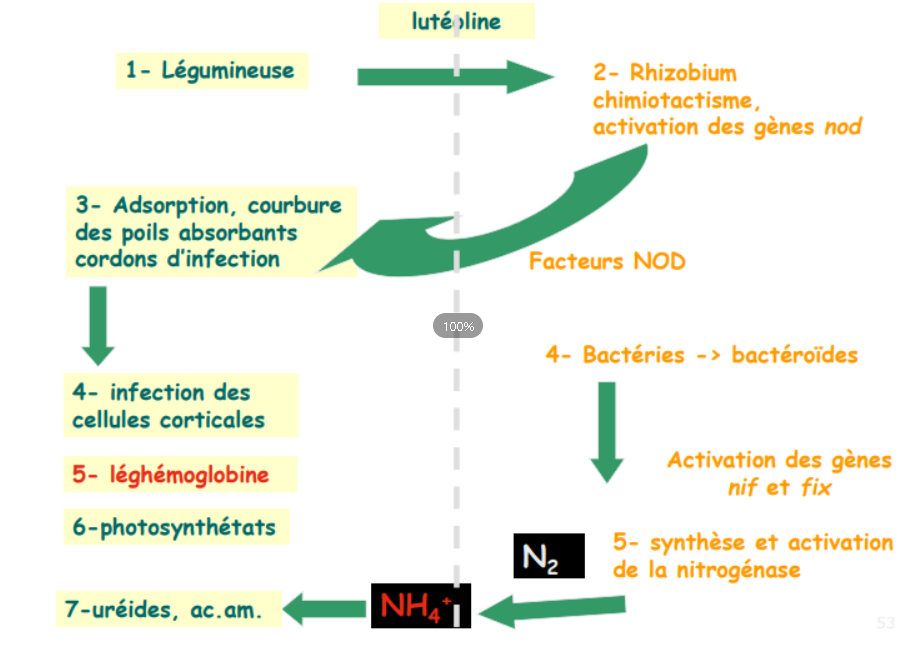 lutéoline
1- Légumineuse
2- Rhizobium
chimiotactisme,
activation des gènes nod
3- Adsorption, courbure
des poils absorbants
cordons d'infection
Facteurs NOD
100%
4- Bactéries -> bactéroïdes
4- infection des
cellules corticales
Activation des gènes
nif et fix
5- léghémoglobine
6-photosynthétats
N₂
5- synthèse et activation
de la nitrogénase
NH₄⁺
7-uréides, ac.am.
53